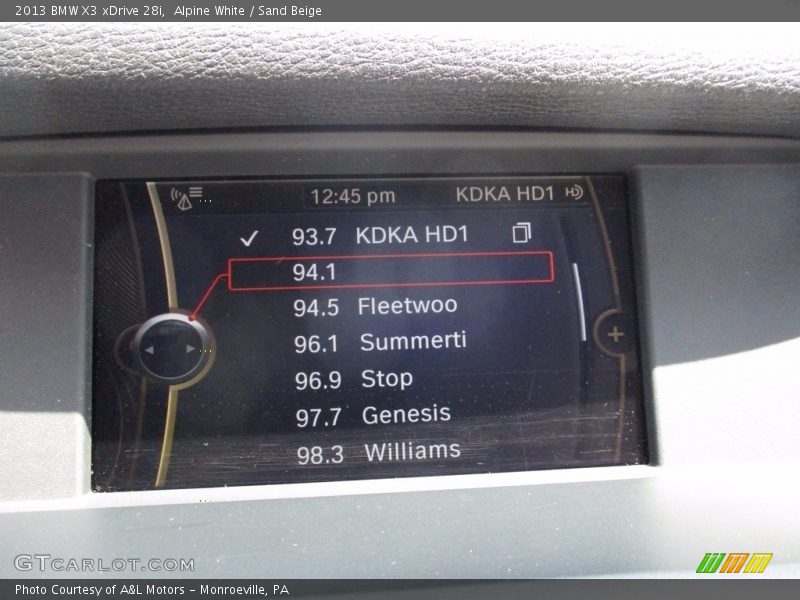 2013 BMW X3 xDrive 28i, Alpine White / Sand Beige
12:45 pm KDKA HD1 HD
93.7 KDKA HD1
94.1
94.5 Fleetwoo
96.1 Summerti
96.9 Stop
97.7 Genesis
98.3 Williams
GTCARLOT.COM
Photo Courtesy of A&L Motors – Monroeville, PA